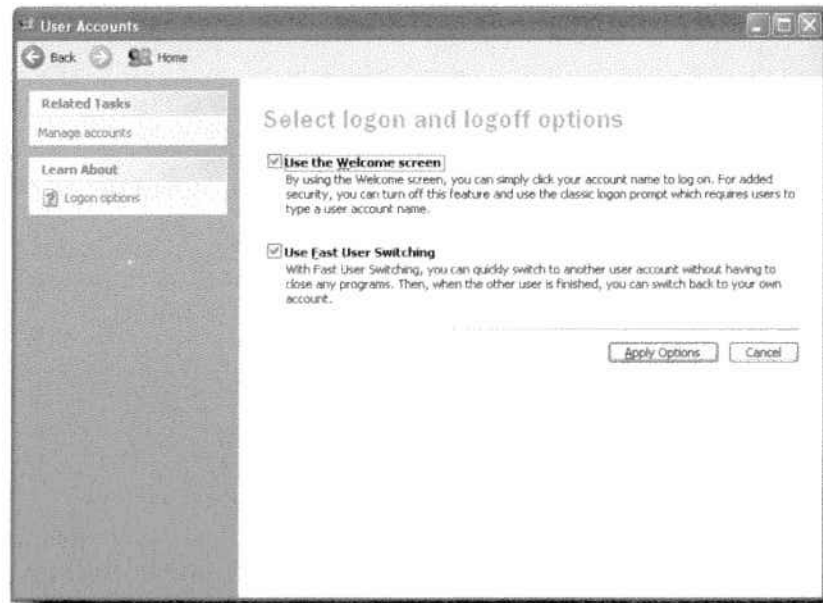 User Accounts
Back
Home
Related Tasks
Manage accounts
Learn About
Logon options
Select logon and logoff options
Use the Welcome screen
By using the Welcome screen, you can simply click your account name to log on. For added
security, you can turn off this feature and use the classic logon prompt which requires users to
type a user account name.
Use Fast User Switching
With Fast User Switching, you can quickly switch to another user account without having to
close any programs. Then, when the other user is finished, you can switch back to your own
account.
Apply Options
Cancel